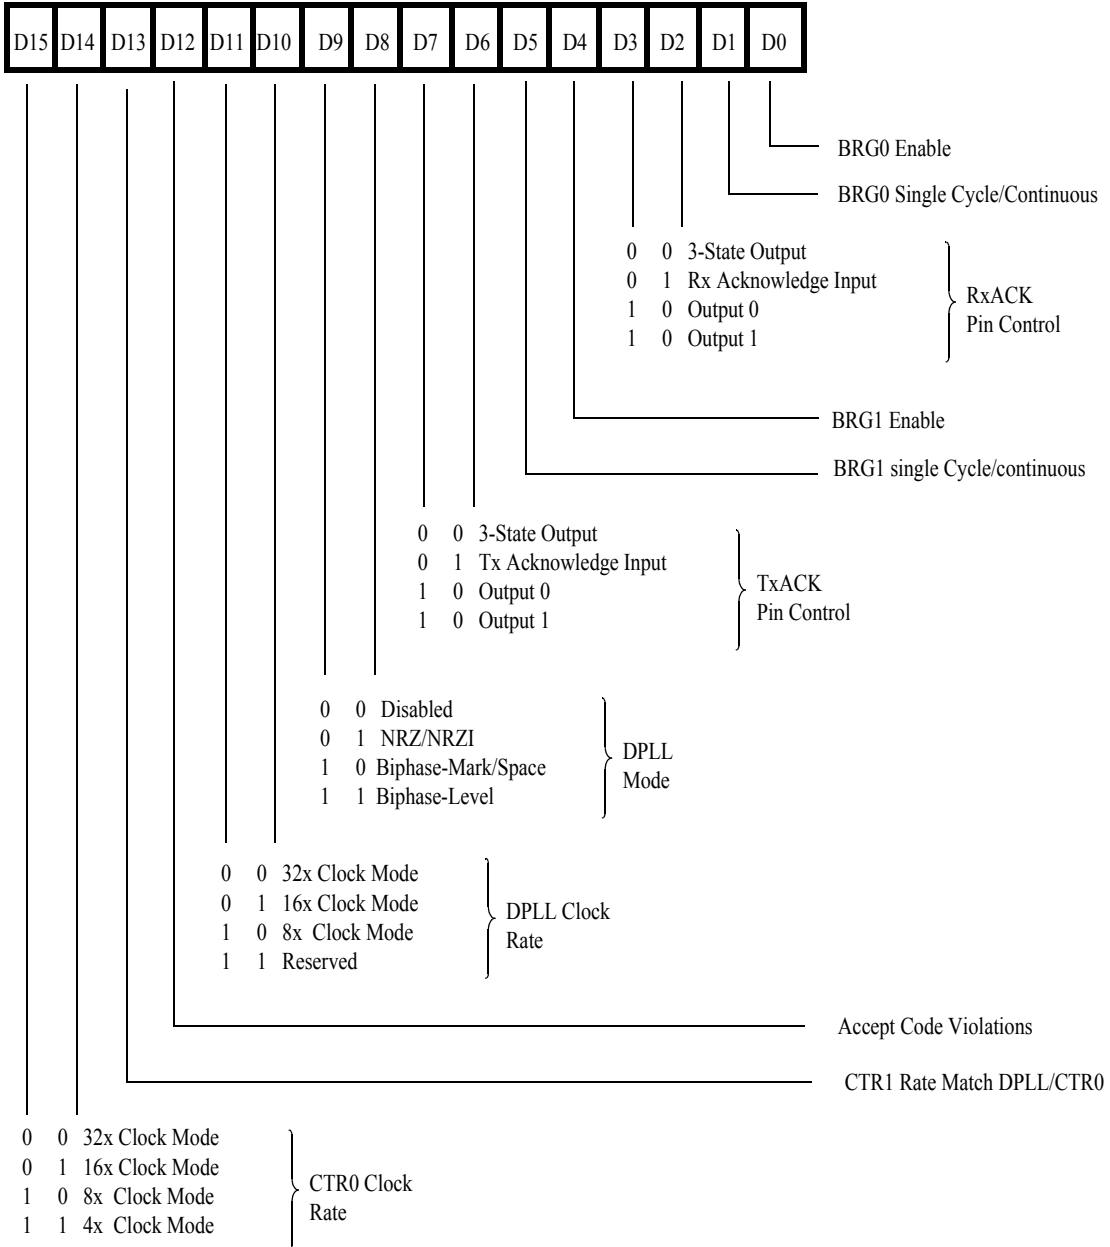 D15 D14 D13 D12 D11 D10 D9 D8 D7 D6 D5 D4 D3 D2 D1 D0
BRG0 Enable
BRG0 Single Cycle/Continuous
0 0 3-State Output
0 1 Rx Acknowledge Input
1 0 Output 0
1 0 Output 1
RxACK
Pin Control
BRG1 Enable
BRG1 single Cycle/continuous
0 0 3-State Output
0 1 Tx Acknowledge Input
1 0 Output 0
1 0 Output 1
TxACK
Pin Control
0 0 Disabled
0 1 NRZ/NRZI
1 0 Biphase-Mark/Space
1 1 Biphase-Level
DPLL
Mode
0 0 32x Clock Mode
0 1 16x Clock Mode
1 0 8x Clock Mode
1 1 Reserved
DPLL Clock
Rate
Accept Code Violations
CTR1 Rate Match DPLL/CTR0
0 0 32x Clock Mode
0 1 16x Clock Mode
1 0 8x Clock Mode
1 1 4x Clock Mode
CTR0 Clock
Rate